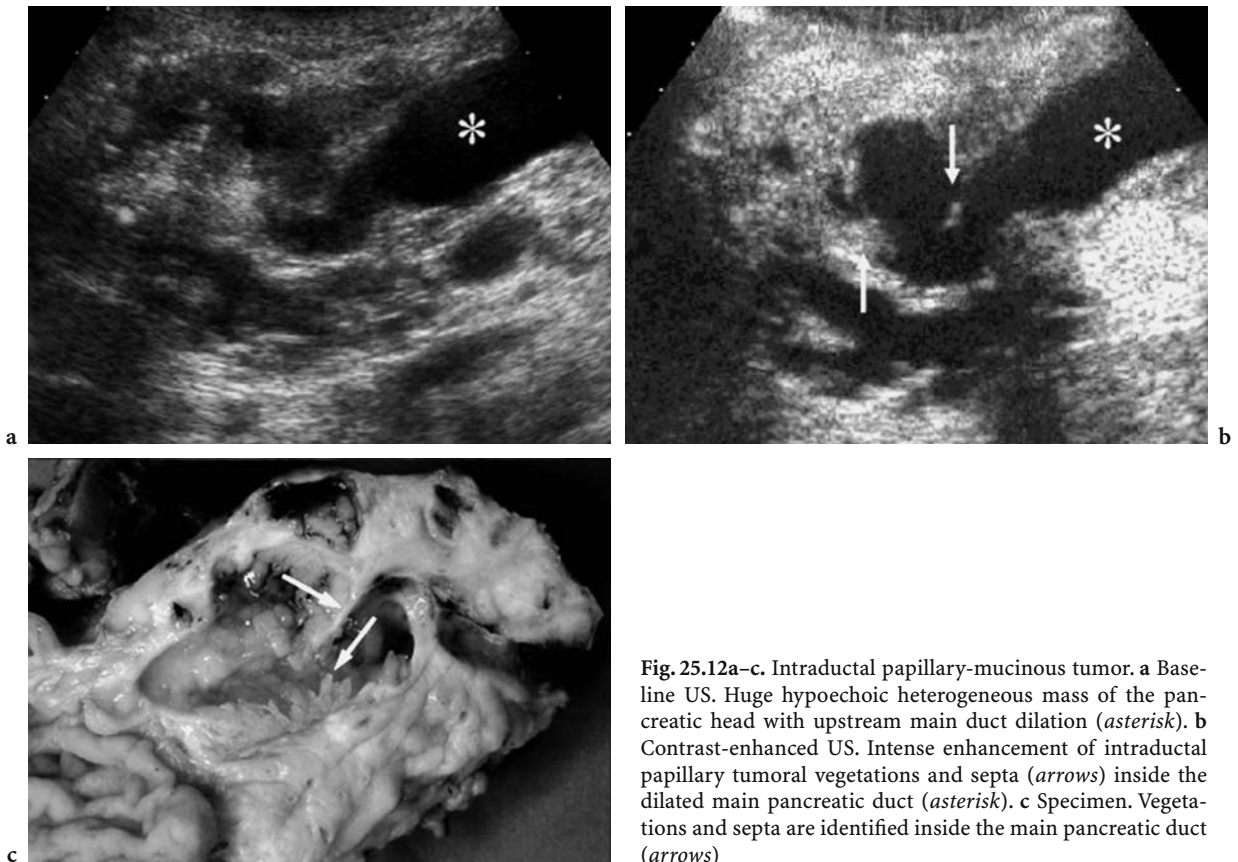 a
b
c
Fig. 25.12a–c. Intraductal papillary-mucinous tumor. a Base-
line US. Huge hypoechoic heterogeneous mass of the pan-
creatic head with upstream main duct dilation (asterisk). b
Contrast-enhanced US. Intense enhancement of intraductal
papillary tumoral vegetations and septa (arrows) inside the
dilated main pancreatic duct (asterisk). c Specimen. Vegeta-
tions and septa are identified inside the main pancreatic duct
(arrows)